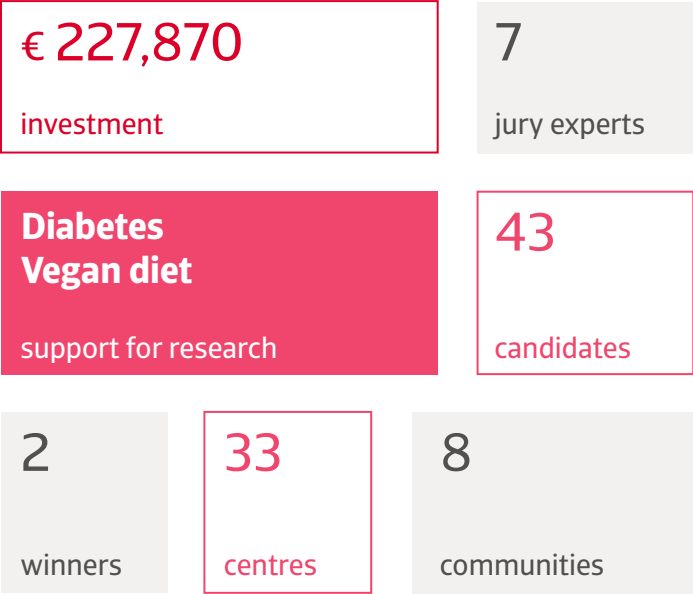 € 227,870
investment
7
jury experts
Diabetes
Vegan diet
support for research
43
candidates
2
winners
33
centres
8
communities